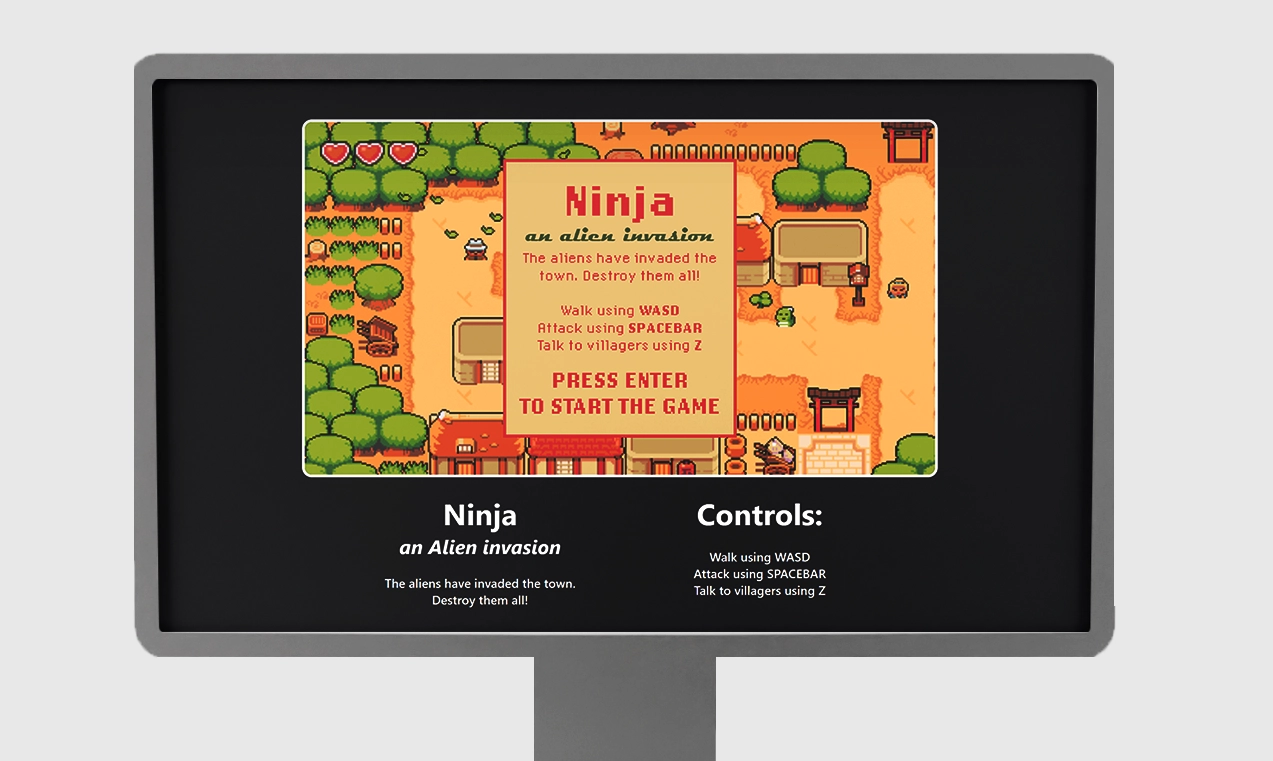 Ninja
an alien invasion
The aliens have invaded the
town. Destroy them all!
Walk using WASD
Attack using SPACEBAR
Talk to villagers using Z
PRESS ENTER
TO START THE GAME
Ninja
an Alien invasion
The aliens have invaded the town.
Destroy them all!
Controls:
Walk using WASD
Attack using SPACEBAR
Talk to villagers using Z